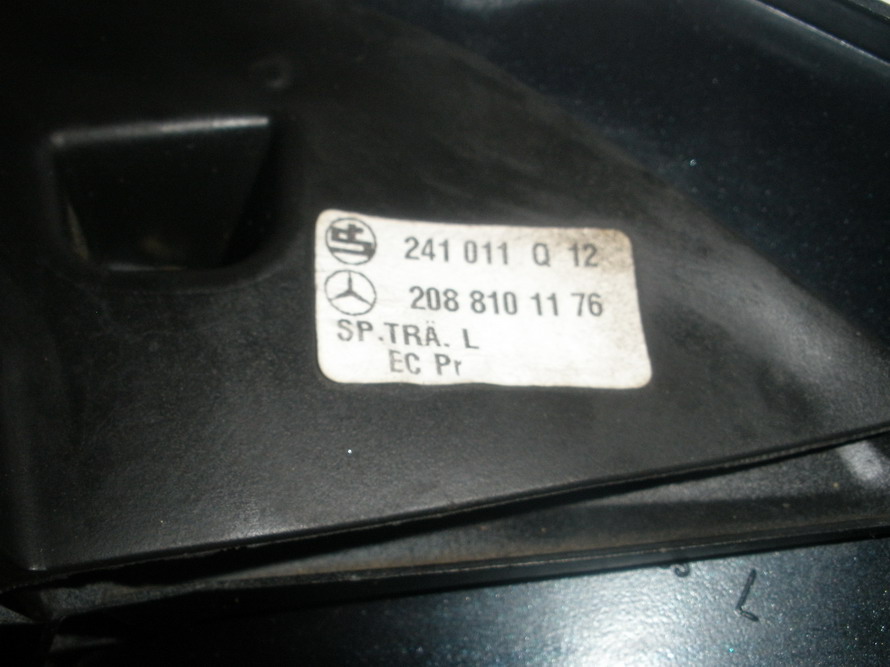 241 011 Q 12
208 810 11 76
SP.TRÄ. L
EC Pr
L